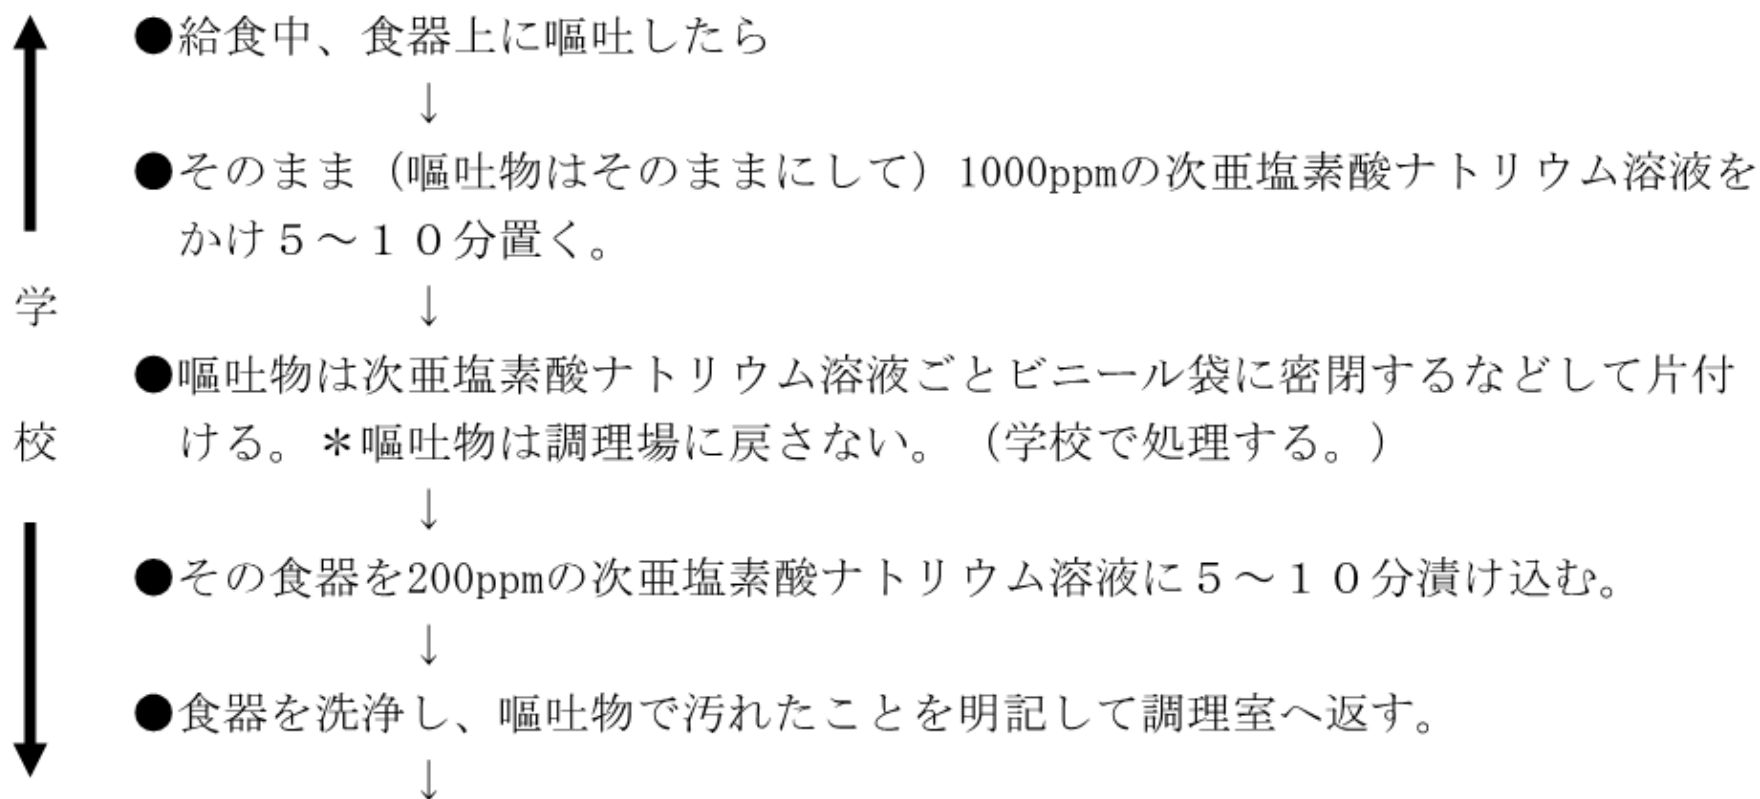 ●給食中、食器上に嘔吐したら
↓
●そのまま（嘔吐物はそのままにして）1000ppmの次亜塩素酸ナトリウム溶液を
かけ５～１０分置く。
↓
●嘔吐物は次亜塩素酸ナトリウム溶液ごとビニール袋に密閉するなどして片付
ける。＊嘔吐物は調理場に戻さない。（学校で処理する。）
↓
●その食器を200ppmの次亜塩素酸ナトリウム溶液に５～１０分漬け込む。
↓
●食器を洗浄し、嘔吐物で汚れたことを明記して調理室へ返す。
↓
学
校